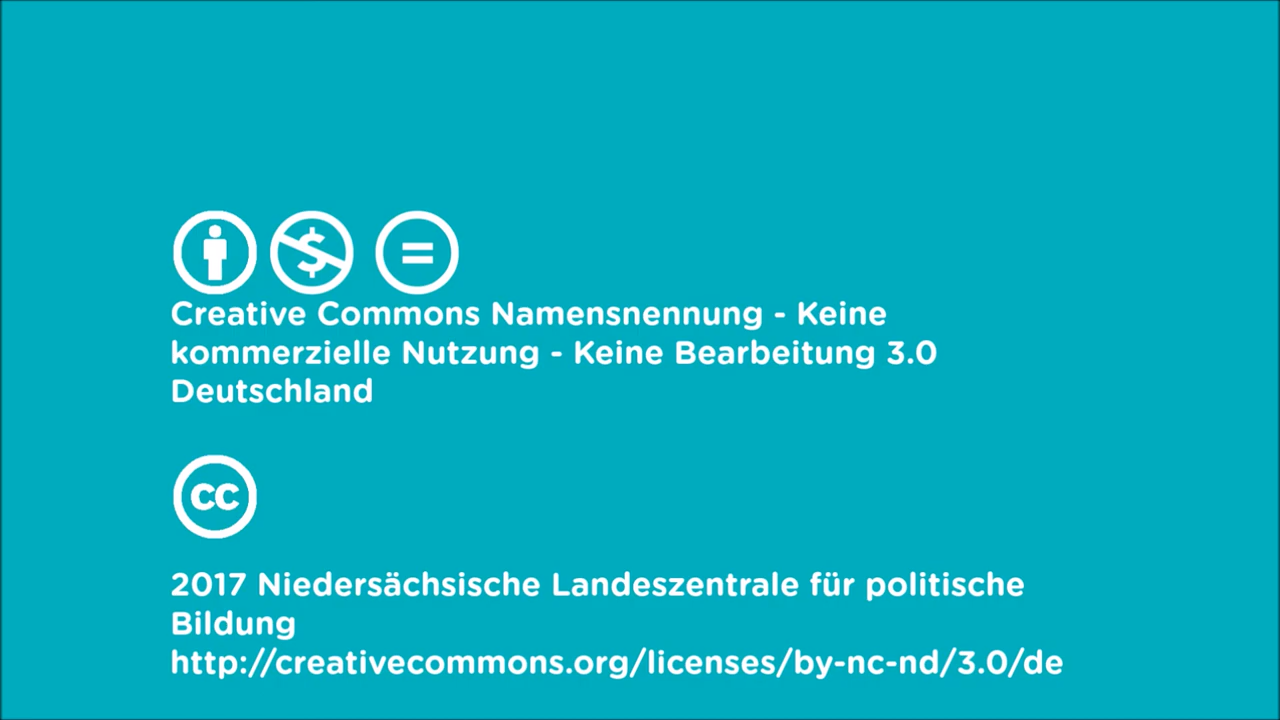 Creative Commons Namensnennung - Keine
kommerzielle Nutzung - Keine Bearbeitung 3.0
Deutschland
cc
2017 Niedersächsische Landeszentrale für politische
Bildung
http://creativecommons.org/licenses/by-nc-nd/3.0/de